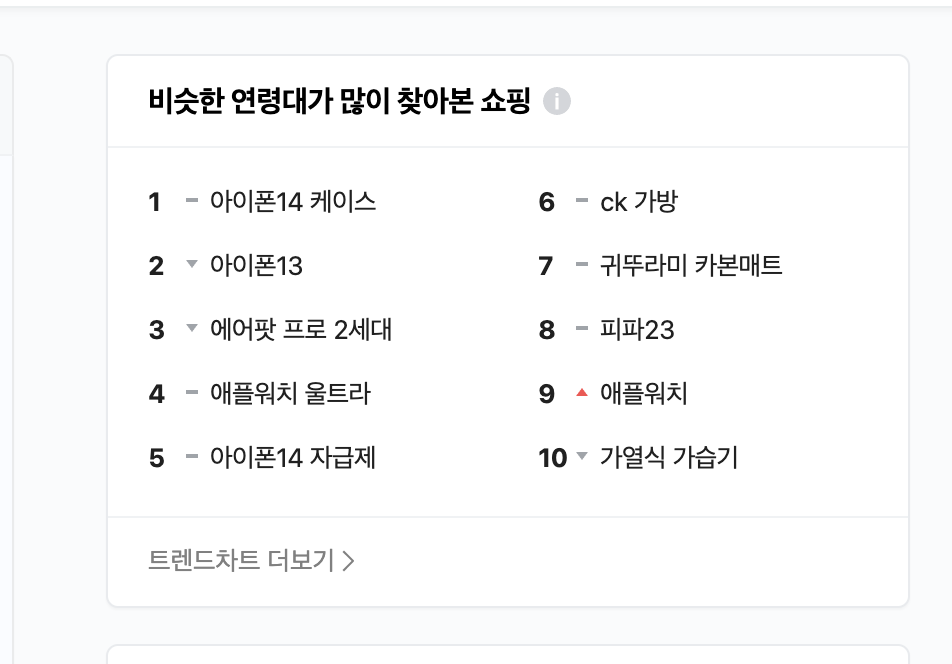 비슷한 연령대가 많이 찾아본 쇼핑 i
1 아이폰14 케이스
2 아이폰13
3 에어팟 프로 2세대
4 애플워치 울트라
5 아이폰14 자급제
6 ck 가방
7 귀뚜라미 카본매트
8 피파23
9 애플워치
10 가열식 가습기
트렌드차트 더보기 >